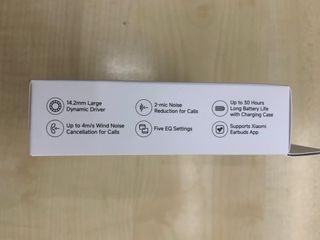 14.2mm Large
Dynamic Driver
2-mic Noise
Reduction for Calls
Up to 30 Hours
Long Battery Life
with Charging Case
Up to 4m/s Wind Noise
Cancellation for Calls
Five EQ Settings
Supports Xiaomi
Earbuds App